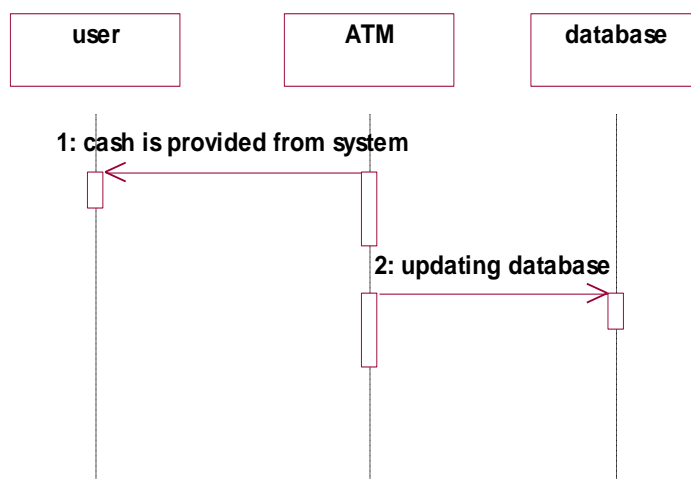 user
ATM
database
1: cash is provided from system
2: updating database